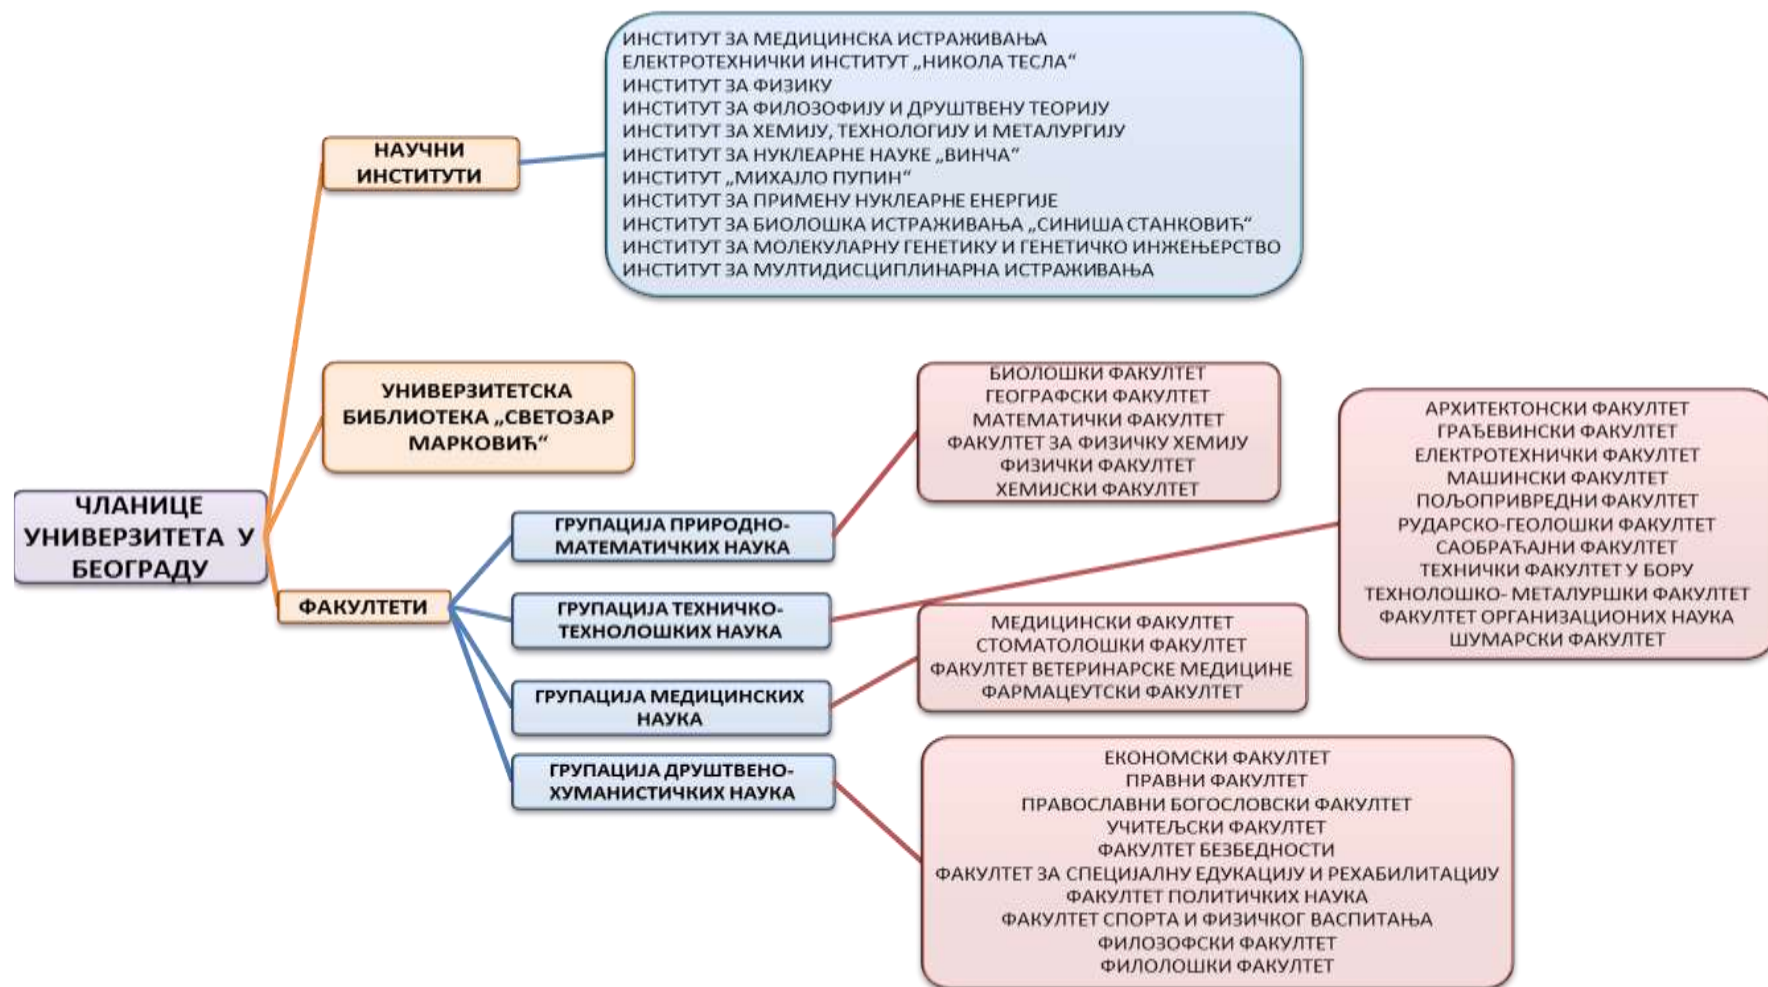 ИНСТИТУТ ЗА МЕДИЦИНСКА ИСТРАЖИВАЊА
ЕЛЕКТРОТЕХНИЧКИ ИНСТИТУТ „НИКОЛА ТЕСЛА“
ИНСТИТУТ ЗА ФИЗИКУ
ИНСТИТУТ ЗА ФИЛОЗОФИЈУ И ДРУШТВЕНУ ТЕОРИЈУ
ИНСТИТУТ ЗА ХЕМИЈУ, ТЕХНОЛОГИЈУ И МЕТАЛУРГИЈУ
ИНСТИТУТ ЗА НУКЛЕАРНЕ НАУКЕ „ВИНЧА“
ИНСТИТУТ „МИХАЈЛО ПУПИН“
ИНСТИТУТ ЗА ПРИМЕНУ НУКЛЕАРНЕ ЕНЕРГИЈЕ
ИНСТИТУТ ЗА БИОЛОШКА ИСТРАЖИВАЊА „СИНИША СТАНКОВИЋ“
ИНСТИТУТ ЗА МОЛЕКУЛАРНУ ГЕНЕТИКУ И ГЕНЕТИЧКО ИНЖЕЊЕРСТВО
ИНСТИТУТ ЗА МУЛТИДИСЦИПЛИНАРНА ИСТРАЖИВАЊА
НАУЧНИ
ИНСТИТУТИ
УНИВЕРЗИТЕТСКА
БИБЛИОТЕКА „СВЕТОЗАР
МАРКОВИЋ“
ЧЛАНИЦЕ
УНИВЕРЗИТЕТА У
БЕОГРАДУ
ФАКУЛТЕТИ
ГРУПАЦИЈА ПРИРОДНО-
МАТЕМАТИЧКИХ НАУКА
БИОЛОШКИ ФАКУЛТЕТ
ГЕОГРАФСКИ ФАКУЛТЕТ
МАТЕМАТИЧКИ ФАКУЛТЕТ
ФАКУЛТЕТ ЗА ФИЗИЧКУ ХЕМИЈУ
ФИЗИЧКИ ФАКУЛТЕТ
ХЕМИЈСКИ ФАКУЛТЕТ
ГРУПАЦИЈА ТЕХНИЧКО-
ТЕХНОЛОШКИХ НАУКА
АРХИТЕКТОНСКИ ФАКУЛТЕТ
ГРАЂЕВИНСКИ ФАКУЛТЕТ
ЕЛЕКТРОТЕХНИЧКИ ФАКУЛТЕТ
МАШИНСКИ ФАКУЛТЕТ
ПОЉОПРИВРЕДНИ ФАКУЛТЕТ
РУДАРСКО-ГЕОЛОШКИ ФАКУЛТЕТ
САОБРАЋАЈНИ ФАКУЛТЕТ
ТЕХНИЧКИ ФАКУЛТЕТ У БОРУ
ТЕХНОЛОШКО- МЕТАЛУРШКИ ФАКУЛТЕТ
ФАКУЛТЕТ ОРГАНИЗАЦИОНИХ НАУКА
ШУМАРСКИ ФАКУЛТЕТ
ГРУПАЦИЈА МЕДИЦИНСКИХ
НАУКА
МЕДИЦИНСКИ ФАКУЛТЕТ
СТОМАТОЛОШКИ ФАКУЛТЕТ
ФАКУЛТЕТ ВЕТЕРИНАРСКЕ МЕДИЦИНЕ
ФАРМАЦЕУТСКИ ФАКУЛТЕТ
ГРУПАЦИЈА ДРУШТВЕНО-
ХУМАНИСТИЧКИХ НАУКА
ЕКОНОМСКИ ФАКУЛТЕТ
ПРАВНИ ФАКУЛТЕТ
ПРАВОСЛАВНИ БОГОСЛОВСКИ ФАКУЛТЕТ
УЧИТЕЉСКИ ФАКУЛТЕТ
ФАКУЛТЕТ БЕЗБЕДНОСТИ
ФАКУЛТЕТ ЗА СПЕЦИЈАЛНУ ЕДУКАЦИЈУ И РЕХАБИЛИТАЦИЈУ
ФАКУЛТЕТ ПОЛИТИЧКИХ НАУКА
ФАКУЛТЕТ СПОРТА И ФИЗИЧКОГ ВАСПИТАЊА
ФИЛОЗОФСКИ ФАКУЛТЕТ
ФИЛОЛОШКИ ФАКУЛТЕТ